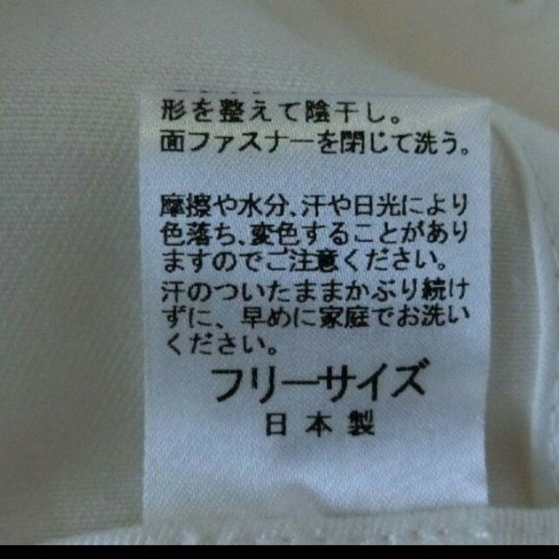 形を整えて陰干し。
面ファスナーを閉じて洗う。
摩擦や水分、汗や日光により
色落ち、変色することがあり
ますのでご注意ください。
汗のついたままかぶり続け
ずに、早めに家庭でお洗い
ください。
フリーサイズ
日本製